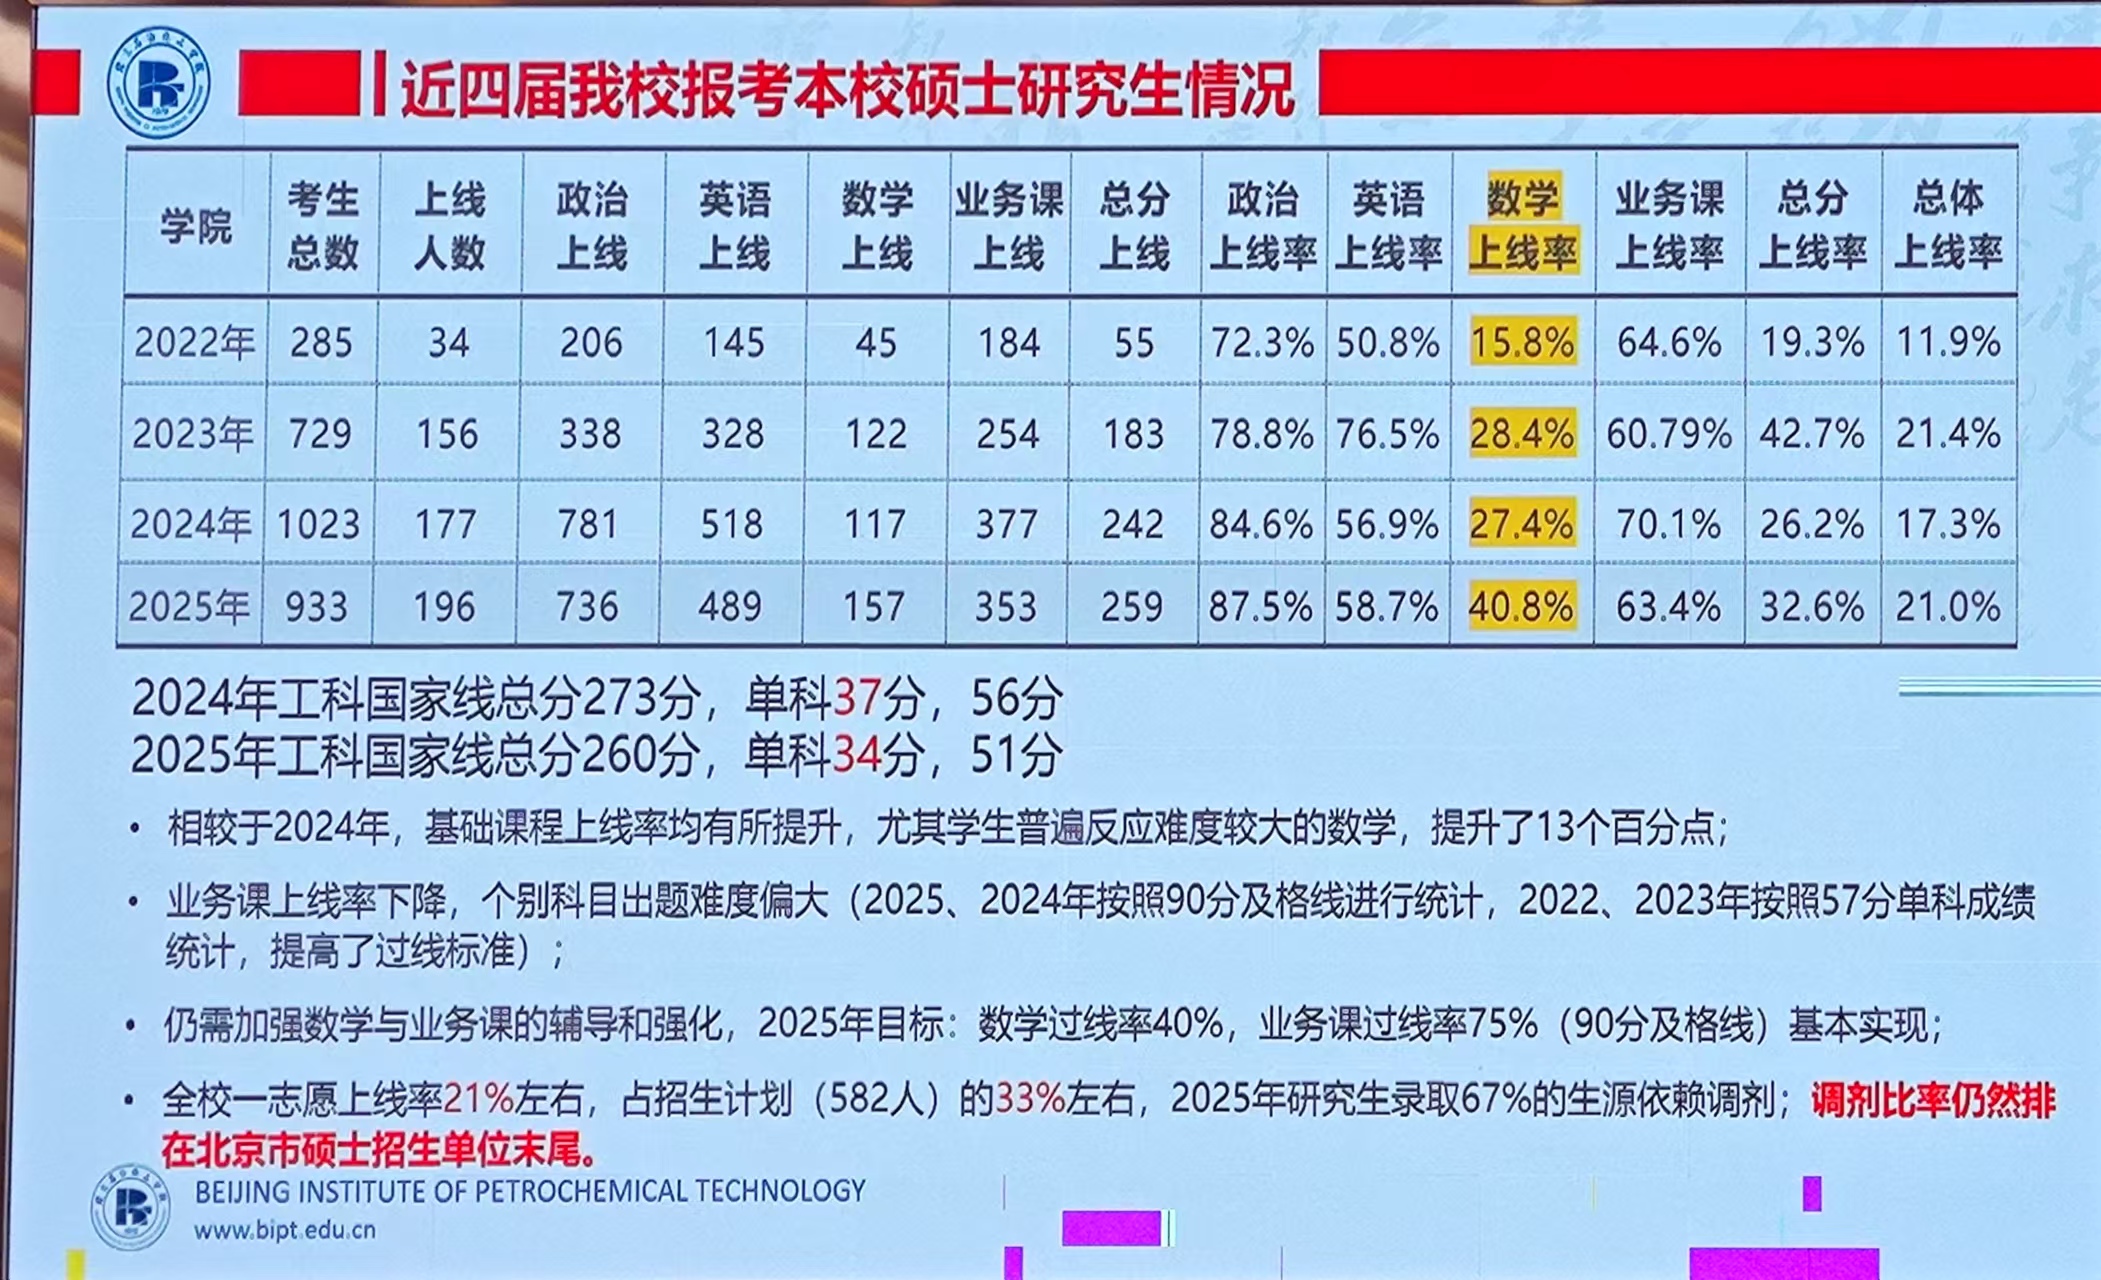 近四届我校报考本校硕士研究生情况
学院 考生总数 上线人数 政治上线 英语上线 数学上线 业务课上线 总分上线 政治上线率 英语上线率 数学上线率 业务课上线率 总分上线率 总体上线率
2022年 285 34 206 145 45 184 55 72.3% 50.8% 15.8% 64.6% 19.3% 11.9%
2023年 729 156 338 328 122 254 183 78.8% 76.5% 28.4% 60.79% 42.7% 21.4%
2024年 1023 177 781 518 117 377 242 84.6% 56.9% 27.4% 70.1% 26.2% 17.3%
2025年 933 196 736 489 157 353 259 87.5% 58.7% 40.8% 63.4% 32.6% 21.0%
2024年工科国家线总分273分，单科37分，56分
2025年工科国家线总分260分，单科34分，51分
• 相较于2024年，基础课程上线率均有所提升，尤其学生普遍反应难度较大的数学，提升了13个百分点；
• 业务课上线率下降，个别科目出题难度偏大（2025、2024年按照90分及格线进行统计，2022、2023年按照57分单科成绩
统计，提高了过线标准）；
• 仍需加强数学与业务课的辅导和强化，2025年目标：数学过线率40%，业务课过线率75%（90分及格线）基本实现；
• 全校一志愿上线率21%左右，占招生计划（582人）的33%左右，2025年研究生录取67%的生源依赖调剂；调剂比率仍然排
在北京市硕士招生单位末尾。
BEIJING INSTITUTE OF PETROCHEMICAL TECHNOLOGY
www.bipt.edu.cn